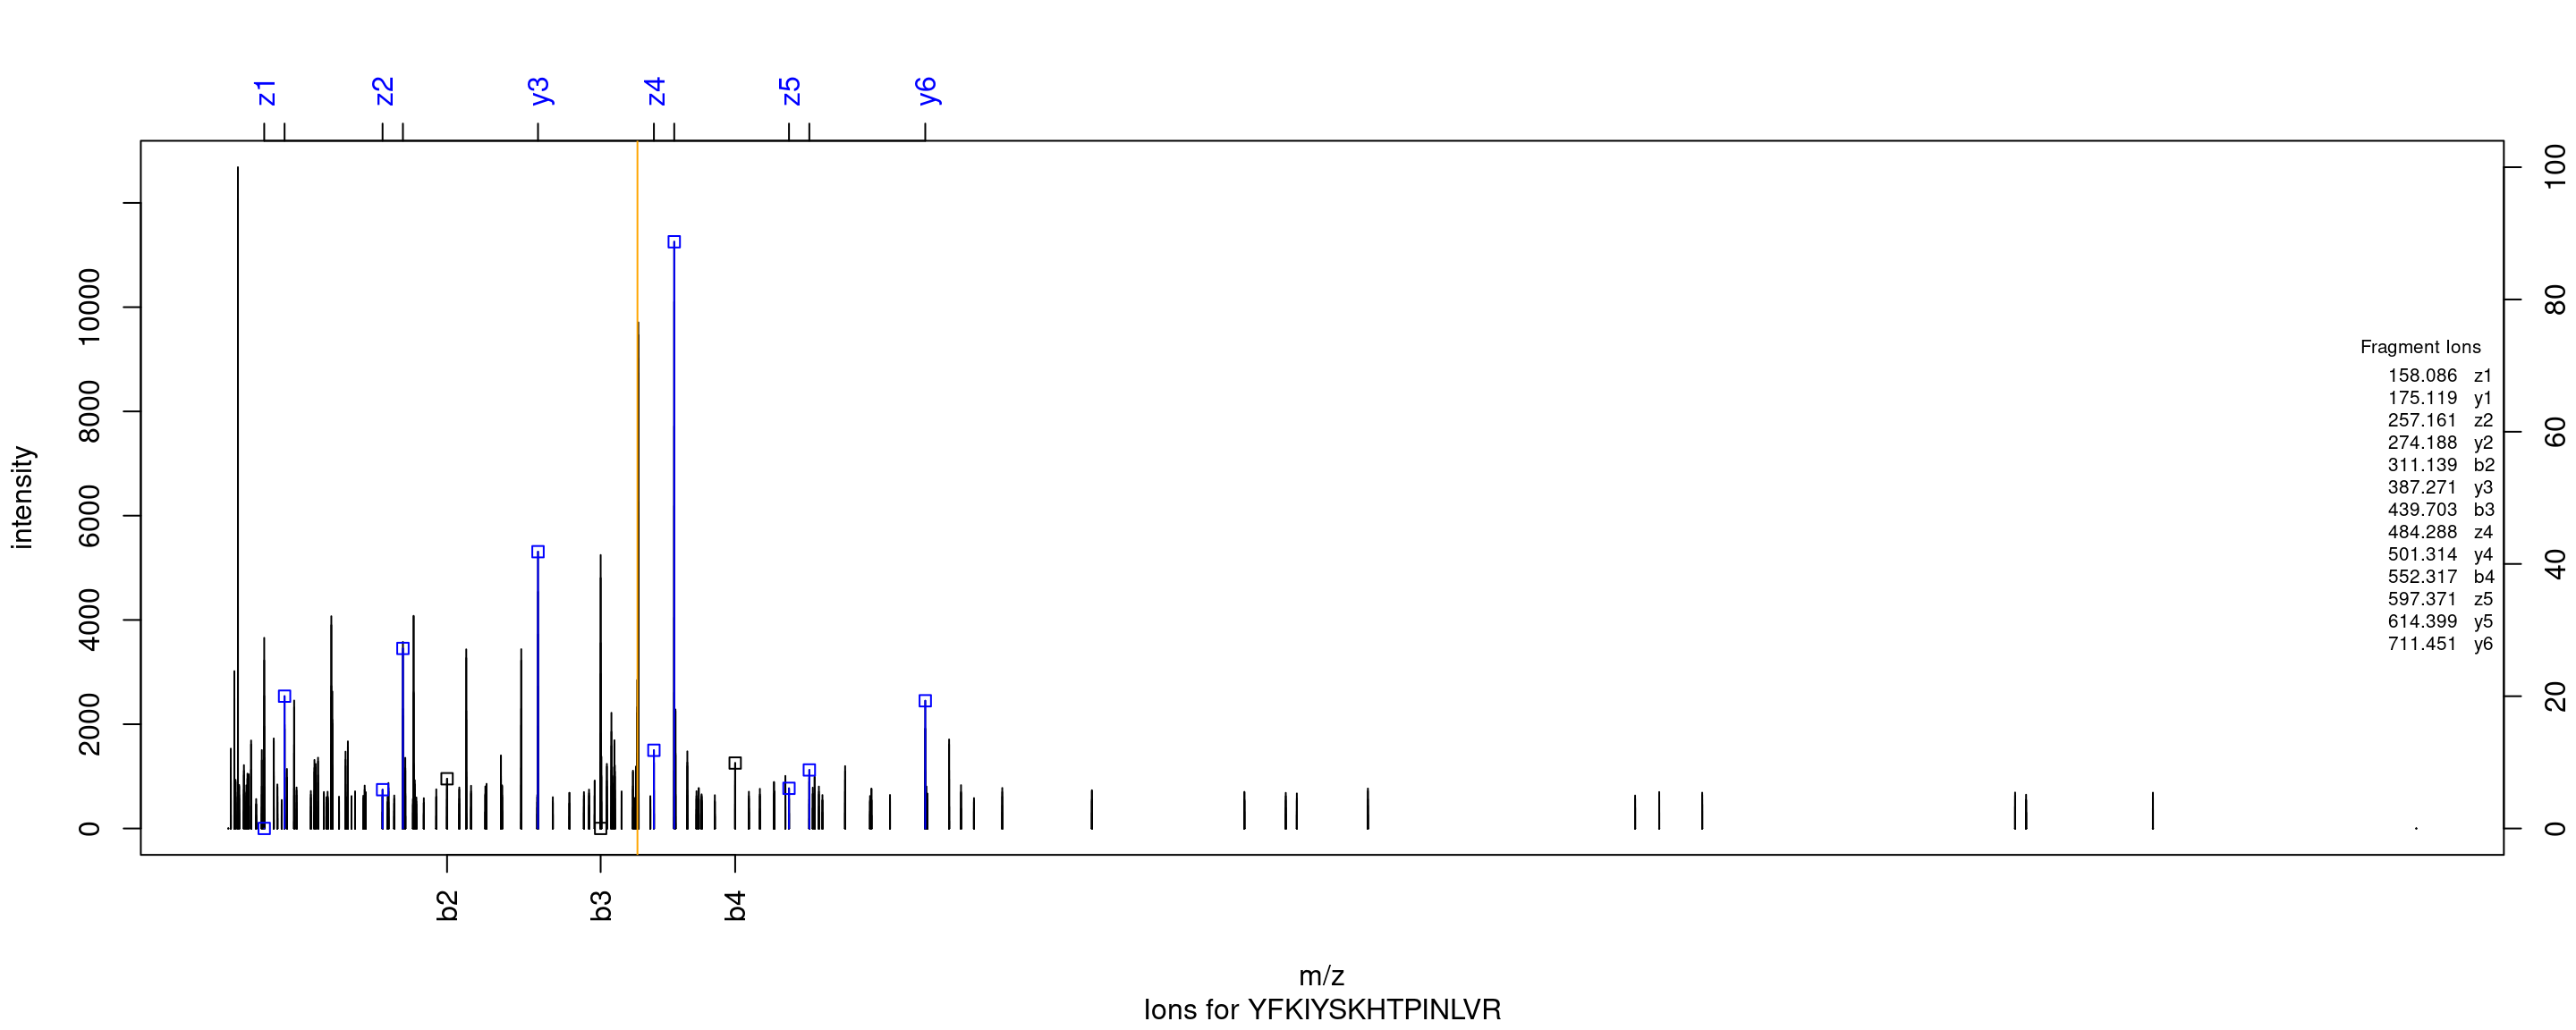 z1 z2 y3 z4 z5 y6
intensity
0 2000 4000 6000 8000 10000
0 20 40 60 80 100
Fragment Ions
158.086 z1
175.119 y1
257.161 z2
274.188 y2
311.139 b2
387.271 y3
439.703 b3
484.288 z4
501.314 y4
552.317 b4
597.371 z5
614.399 y5
711.451 y6
b2 b3 b4
m/z
Ions for YFKIYSKHTPINLVR